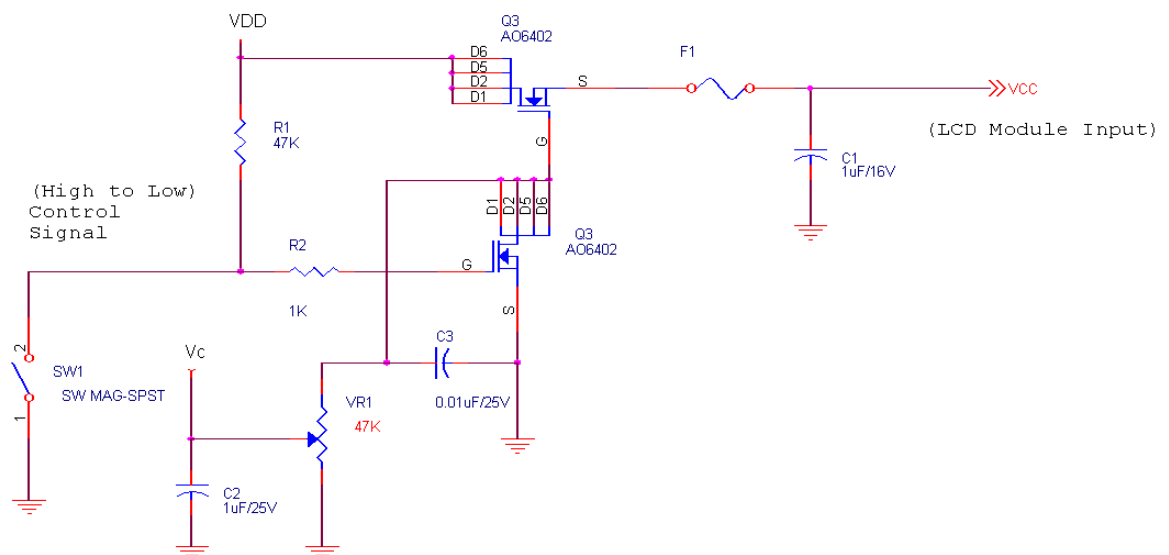 Q3
AO6402
VDD
D6
D5
D2
D1
S
G
F1
VCC
(LCD Module Input)
R1
47K
C1
1uF/16V
(High to Low)
Control
Signal
D1
D2
D5
D6
Q3
AO6402
R2
1K
G
S
2
SW1
SW MAG-SPST
1
Vc
C3
0.01uF/25V
VR1
47K
C2
1uF/25V